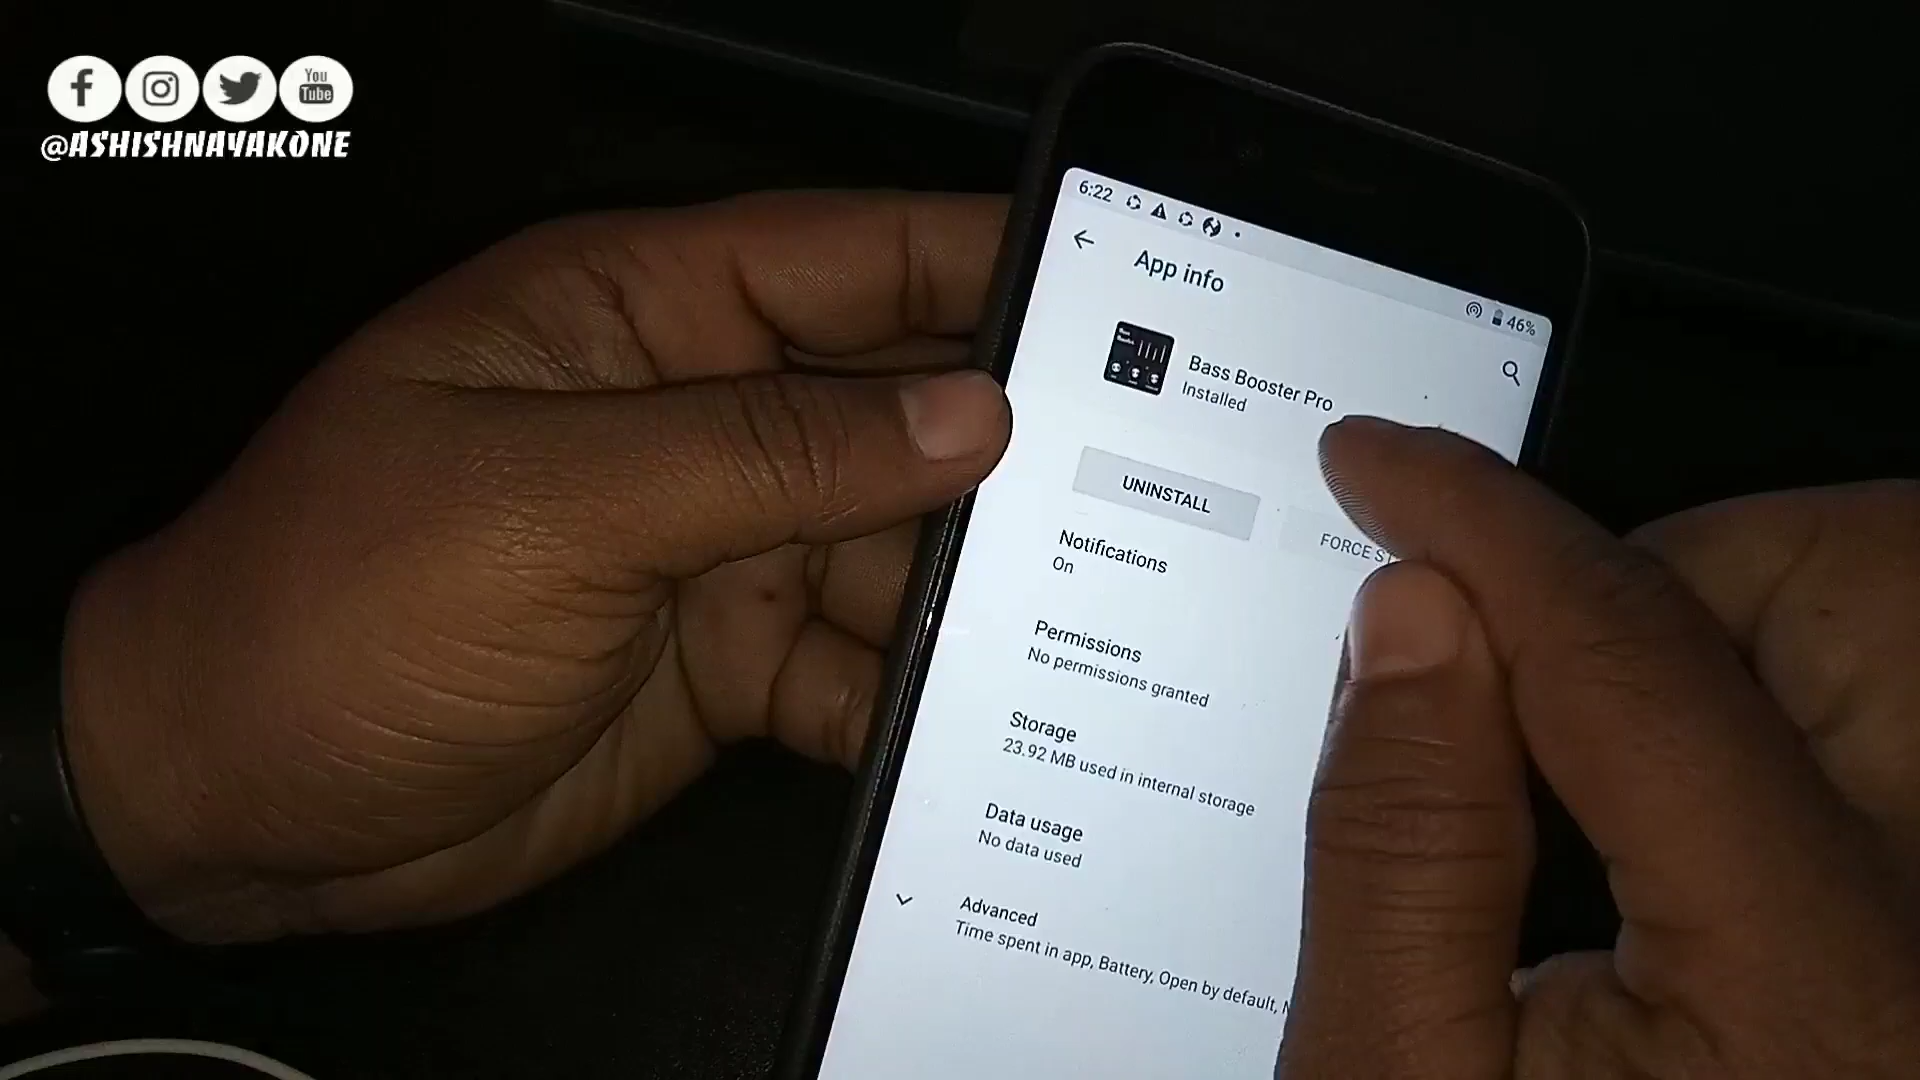 You
Tube
@ASHISHNAYAKONE
6:22
46%
App info
Bass Booster Pro
Installed
UNINSTALL
FORCE
Notifications
On
Permissions
No permissions granted
Storage
23.92 MB used in internal storage
Data usage
No data used
Advanced
Time spent in app, Battery, Open by default,